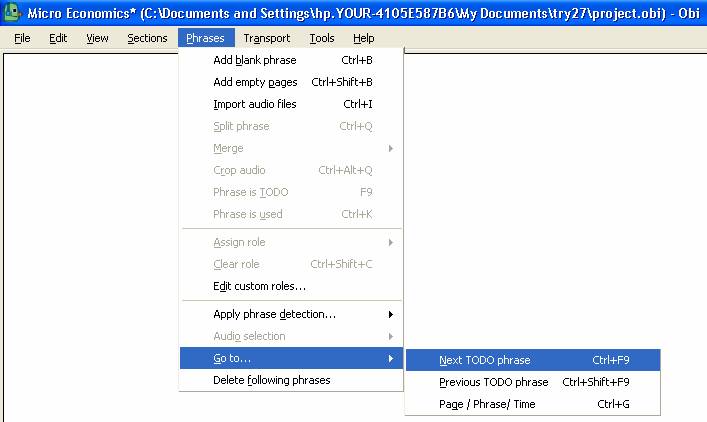 Micro Economics* (C:\Documents and Settings\hp.YOUR-4105E587B6\My Documents\try27\project.obi) - Obi
File Edit View Sections Phrases Transport Tools Help
Add blank phrase Ctrl+B
Add empty pages Ctrl+Shift+B
Import audio files Ctrl+I
Split phrase Ctrl+Q
Merge
Crop audio Ctrl+Alt+Q
Phrase is TODO F9
Phrase is used Ctrl+K
Assign role
Clear role Ctrl+Shift+C
Edit custom roles...
Apply phrase detection...
Audio selection
Go to...
Next TODO phrase Ctrl+F9
Delete following phrases
Previous TODO phrase Ctrl+Shift+F9
Page / Phrase/ Time Ctrl+G